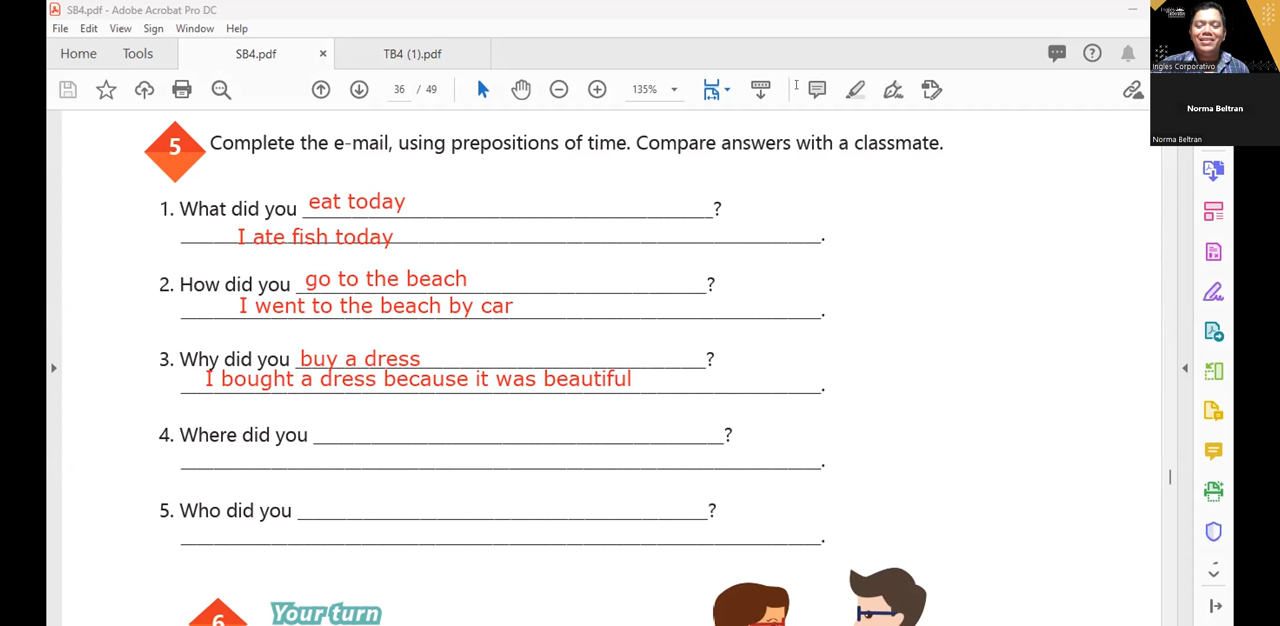 SB4.pdf - Adobe Acrobat Pro DC
File Edit View Sign Window Help
Home Tools SB4.pdf × TB4 (1).pdf
36 / 49 135%
Ingles Corporativo
Norma Beltran
Norma Beltran
5 Complete the e-mail, using prepositions of time. Compare answers with a classmate.
1. What did you eat today ?
I ate fish today .
2. How did you go to the beach ?
I went to the beach by car .
3. Why did you buy a dress ?
I bought a dress because it was beautiful .
4. Where did you ?
.
5. Who did you ?
.
6 Your turn